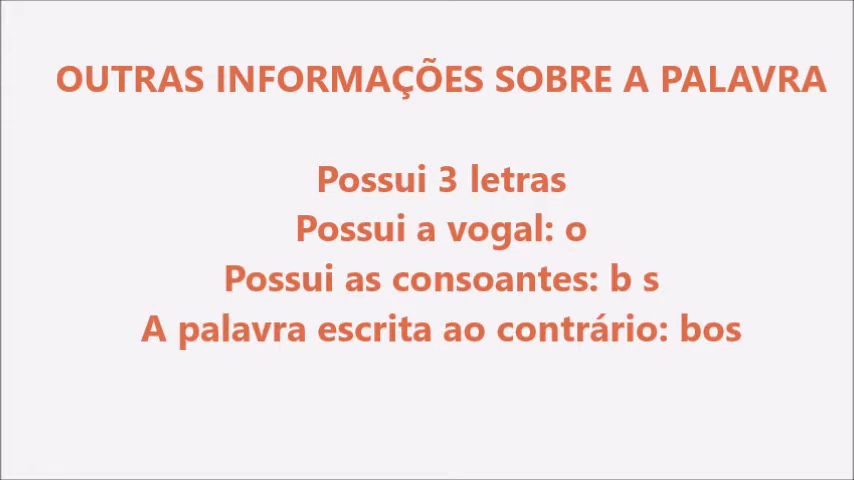 OUTRAS INFORMAÇÕES SOBRE A PALAVRA
Possui 3 letras
Possui a vogal: o
Possui as consoantes: b s
A palavra escrita ao contrário: bos